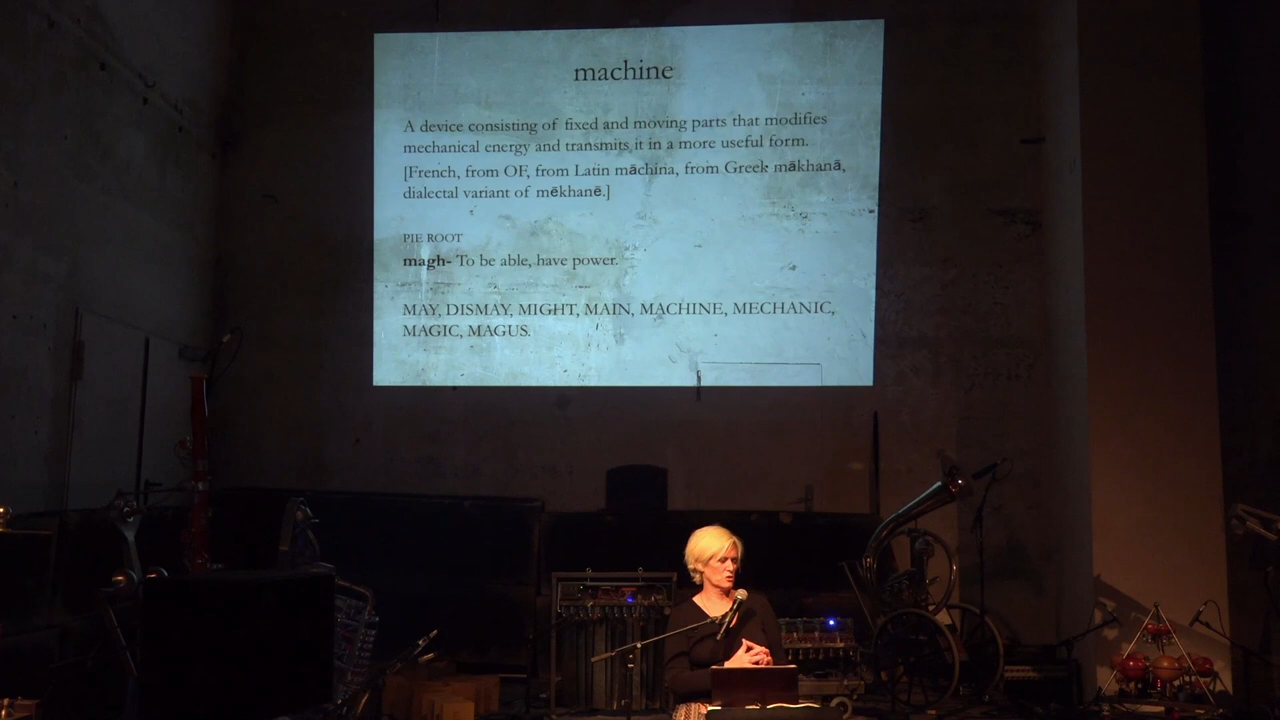 machine
A device consisting of fixed and moving parts that modifies
mechanical energy and transmits it in a more useful form.
[French, from OF, from Latin māchina, from Greek mākhanā,
dialectal variant of mēkhanē.]
PIE ROOT
magh- To be able, have power.
MAY, DISMAY, MIGHT, MAIN, MACHINE, MECHANIC,
MAGIC, MAGUS.